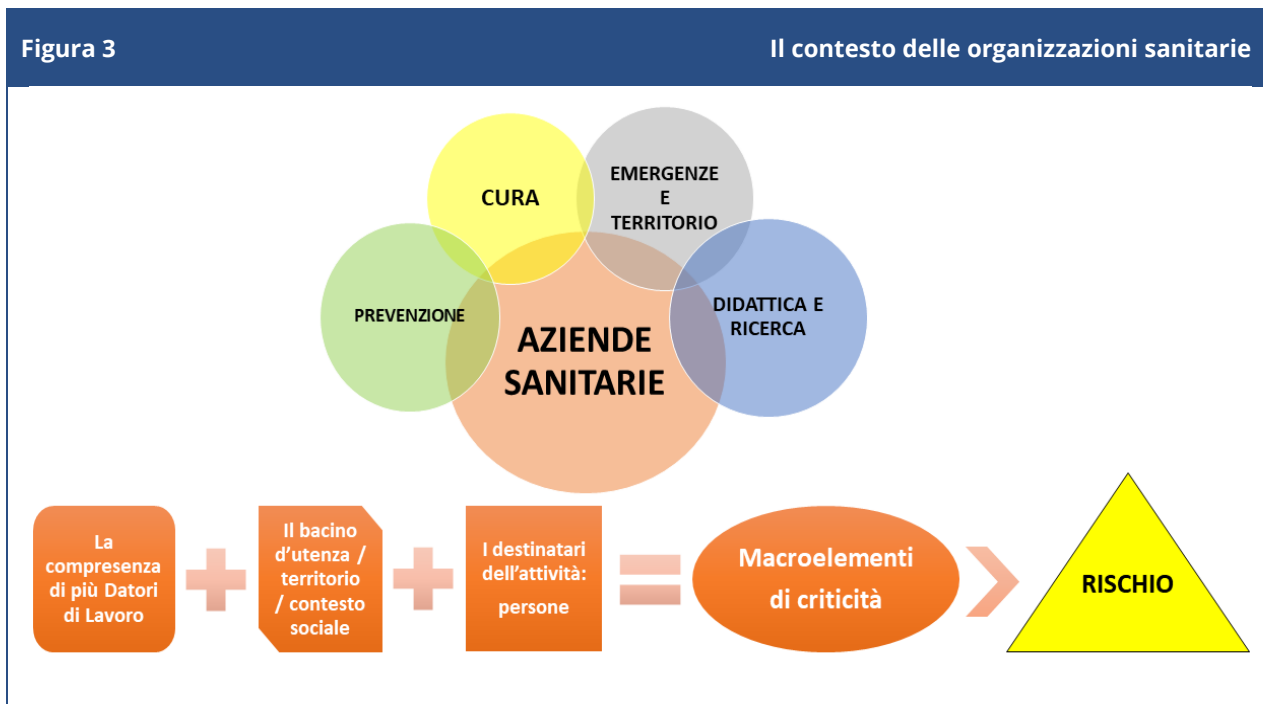 Figura 3
Il contesto delle organizzazioni sanitarie
CURA
EMERGENZE
E
TERRITORIO
PREVENZIONE
DIDATTICA E
RICERCA
AZIENDE
SANITARIE
La
compresenza
di più Datori
di Lavoro
Il bacino
d'utenza /
territorio
/ contesto
sociale
I destinatari
dell'attività:
persone
Macroelementi
di criticità
RISCHIO